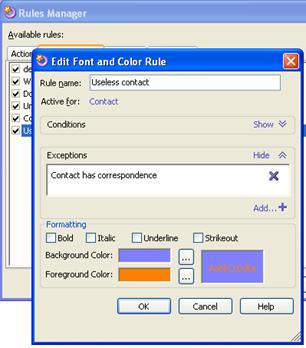 Rules Manager
Available rules:
Action
de
W
Do
Un
Co
Us
Edit Font and Color Rule
Rule name: Useless contact
Active for: Contact
Conditions Show
Exceptions Hide
Contact has correspondence
Add...
Formatting
Bold Italic Underline Strikeout
Background Color: ...
Foreground Color: ...
AaBbCcXxYyZz
OK Cancel Help